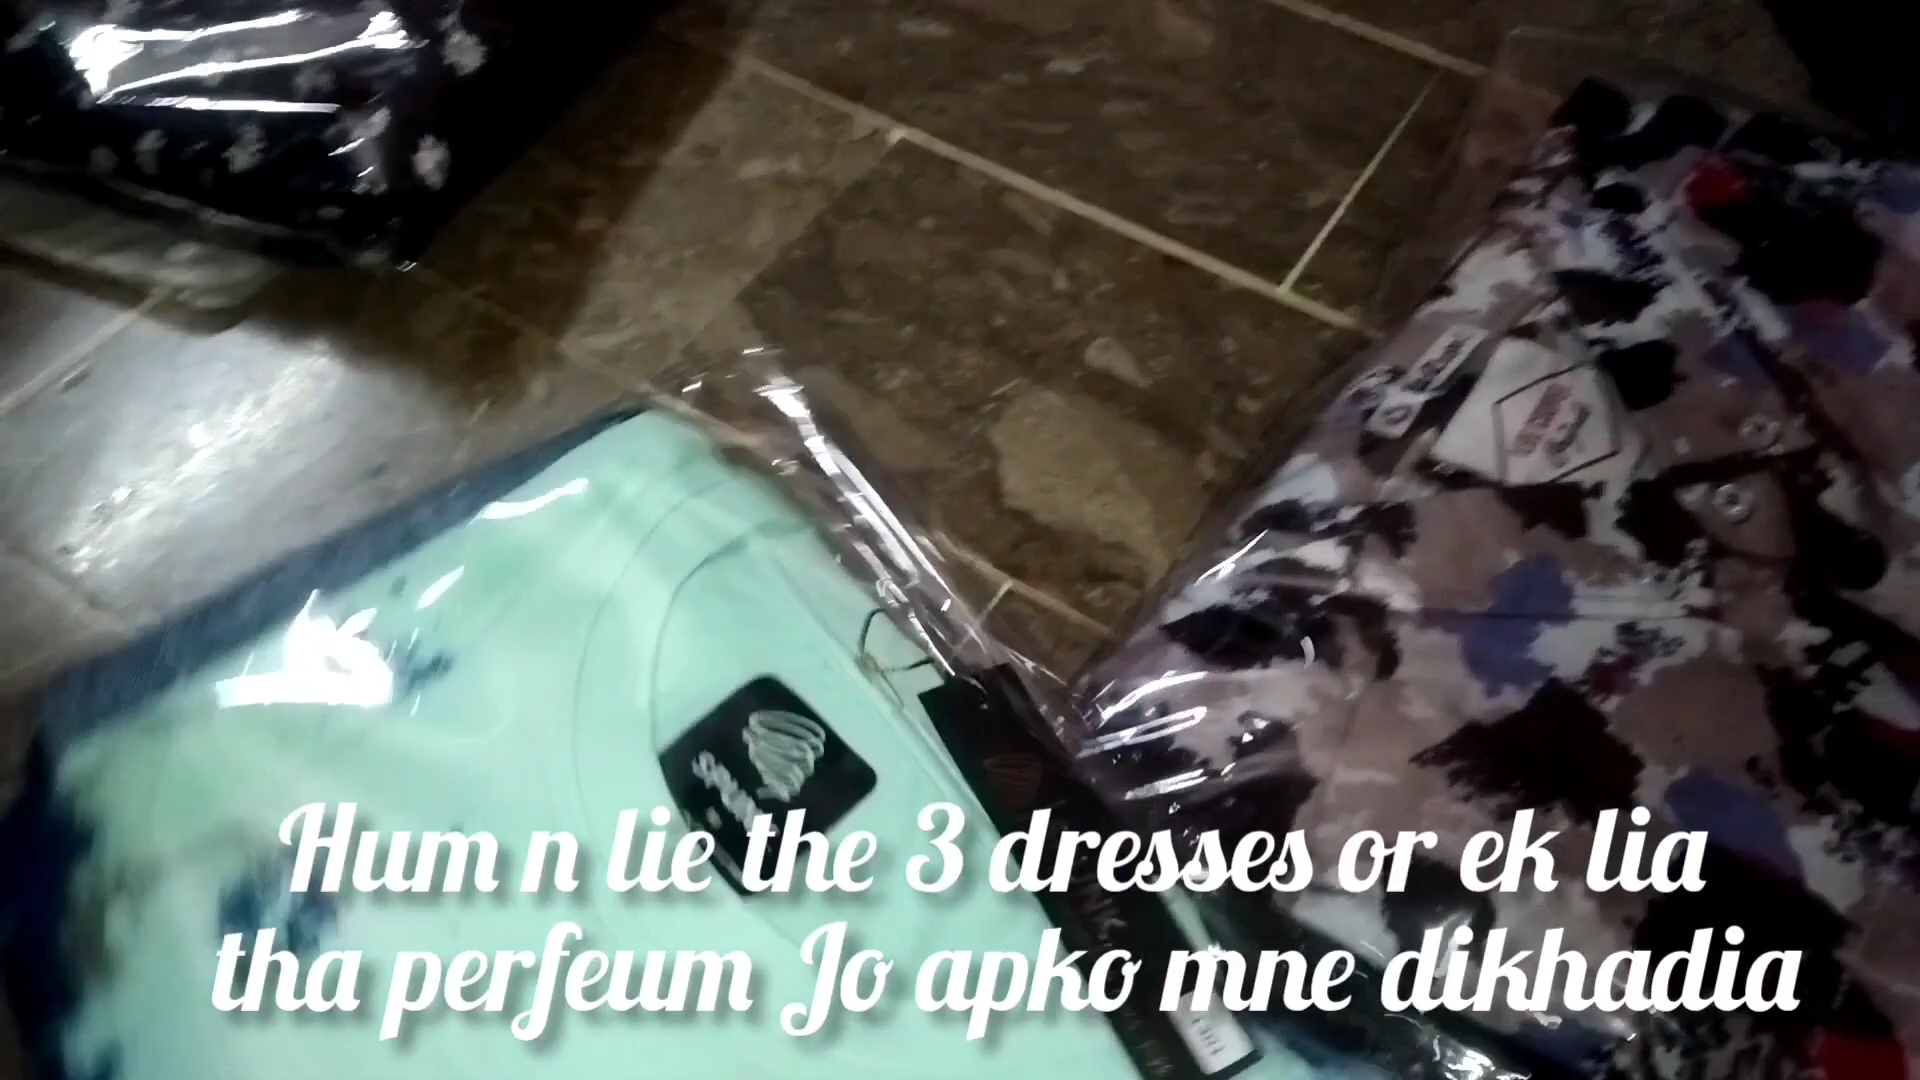 Hum n lie the 3 dresses or ek lia
tha perfeum Jo apko mne dikhadia